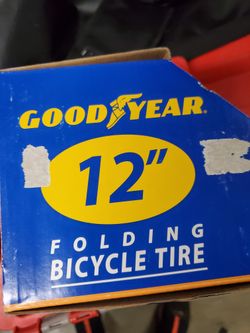 GOODYEAR
12"
FOLDING
BICYCLE TIRE